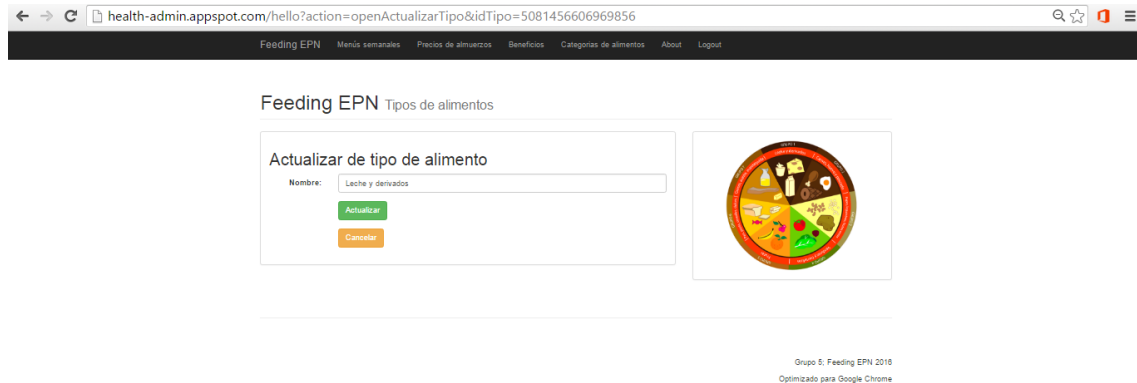 health-admin.appspot.com/hello?action=openActualizarTipo&idTipo=5081456606969856
Feeding EPN Menús semanales Precios de almuerzos Beneficios Categorias de alimentos About Logout
Feeding EPN Tipos de alimentos
Actualizar de tipo de alimento
Nombre: Leche y derivados
Actualizar
Cancelar
Grupo 5; Feeding EPN 2016
Optimizado para Google Chrome